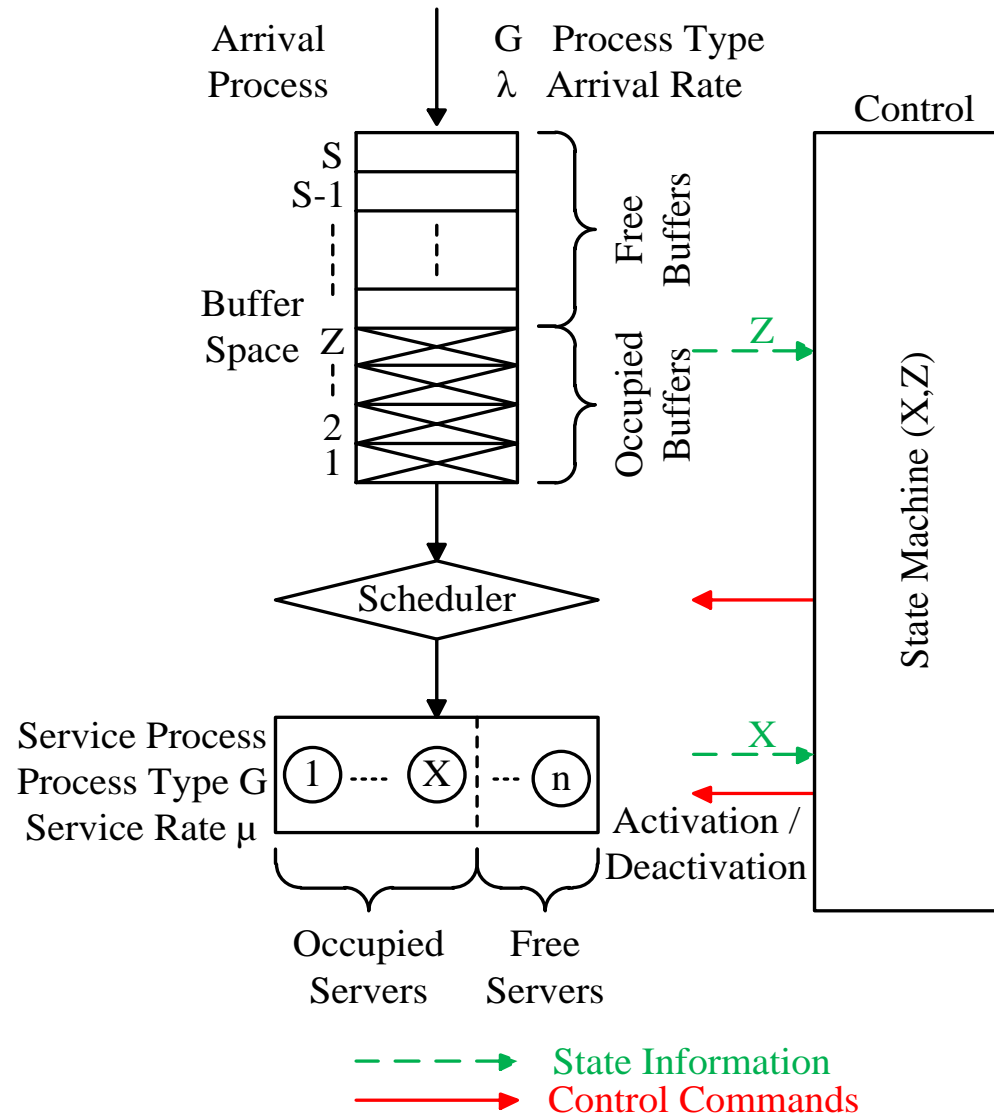 Arrival
Process
G Process Type
λ Arrival Rate
Control
S
S-1
Free
Buffers
Buffer
Space
Z
2
1
Occupied
Buffers
Z
State Machine (X,Z)
Scheduler
Service Process
Process Type G
Service Rate μ
1
X
n
X
Activation /
Deactivation
Occupied
Servers
Free
Servers
State Information
Control Commands